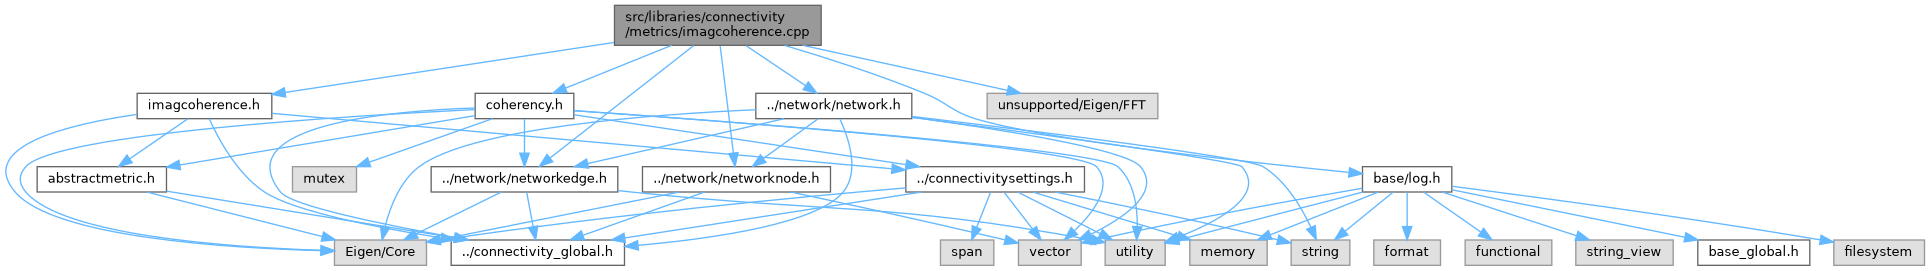 src/libraries/connectivity
/metrics/imagcoherence.cpp
imagcoherence.h
coherency.h
../network/network.h
unsupported/Eigen/FFT
abstractmetric.h
mutex
../network/networkedge.h
../network/networknode.h
../connectivitysettings.h
base/log.h
Eigen/Core
../connectivity_global.h
span
vector
utility
memory
string
format
functional
string_view
base_global.h
filesystem